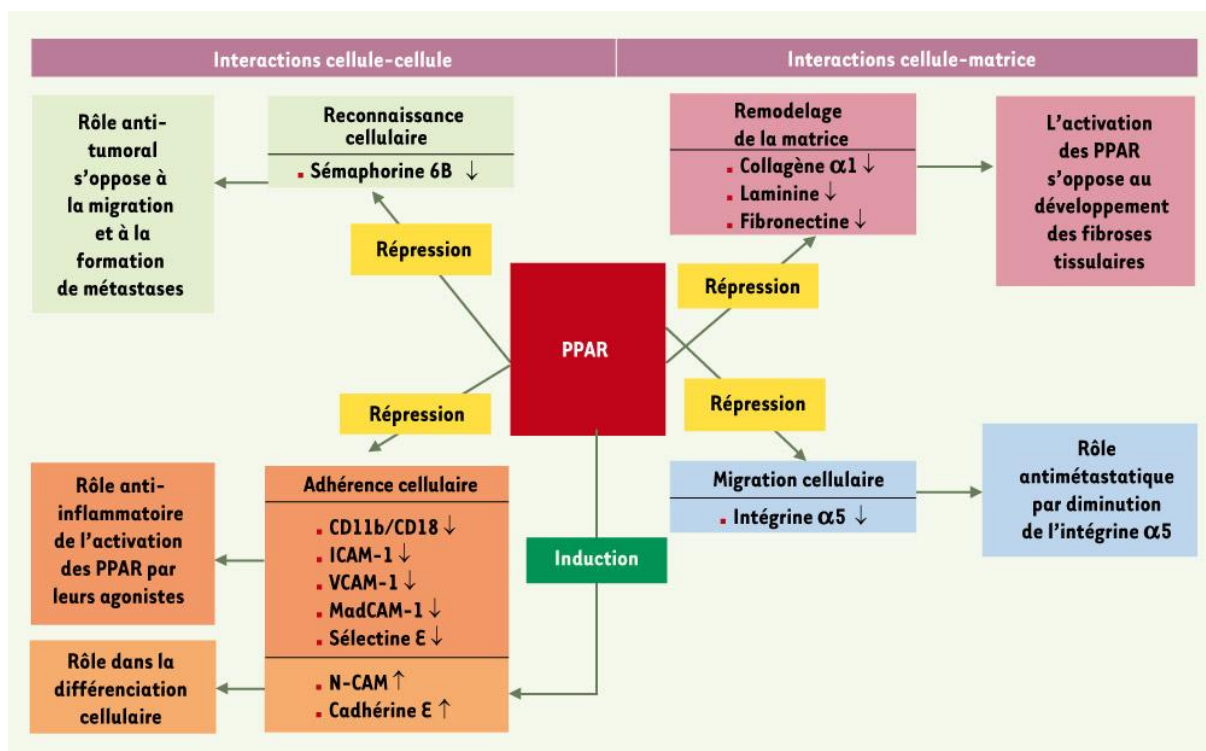 Interactions cellule-cellule
Interactions cellule-matrice
Rôle anti-
tumoral
s'oppose à
la migration
et à la
formation
de métastases
Reconnaissance
cellulaire
Sémaphorine 6B ↓
Répression
Remodelage
de la matrice
Collagène α1 ↓
Laminine ↓
Fibronectine ↓
L'activation
des PPAR
s'oppose au
développement
des fibroses
tissulaires
Répression
PPAR
Répression
Répression
Rôle anti-
inflammatoire
de l'activation
des PPAR par
leurs agonistes
Adhérence cellulaire
CD11b/CD18 ↓
ICAM-1 ↓
VCAM-1 ↓
MadCAM-1 ↓
Sélectine E ↓
Induction
Migration cellulaire
Intégrine α5 ↓
Rôle
antimétastatique
par diminution
de l'intégrine α5
Rôle dans la
différenciation
cellulaire
N-CAM ↑
Cadhérine E ↑